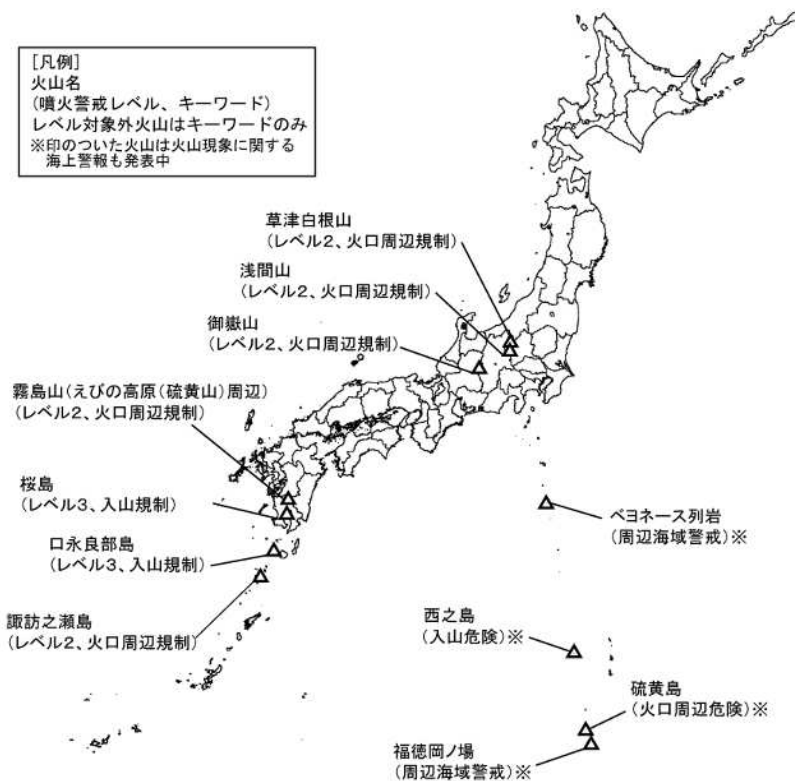 [凡例]
火山名
(噴火警戒レベル、キーワード)
レベル対象外火山はキーワードのみ
※印のついた火山は火山現象に関する
海上警報も発表中
草津白根山
(レベル2、火口周辺規制)
浅間山
(レベル2、火口周辺規制)
御嶽山
(レベル2、火口周辺規制)
霧島山(えびの高原(硫黄山)周辺)
(レベル2、火口周辺規制)
桜島
(レベル3、入山規制)
口永良部島
(レベル3、入山規制)
諏訪之瀬島
(レベル2、火口周辺規制)
ベヨネース列岩
(周辺海域警戒)※
西之島
(入山危険)※
硫黄島
(火口周辺危険)※
福徳岡ノ場
(周辺海域警戒)※